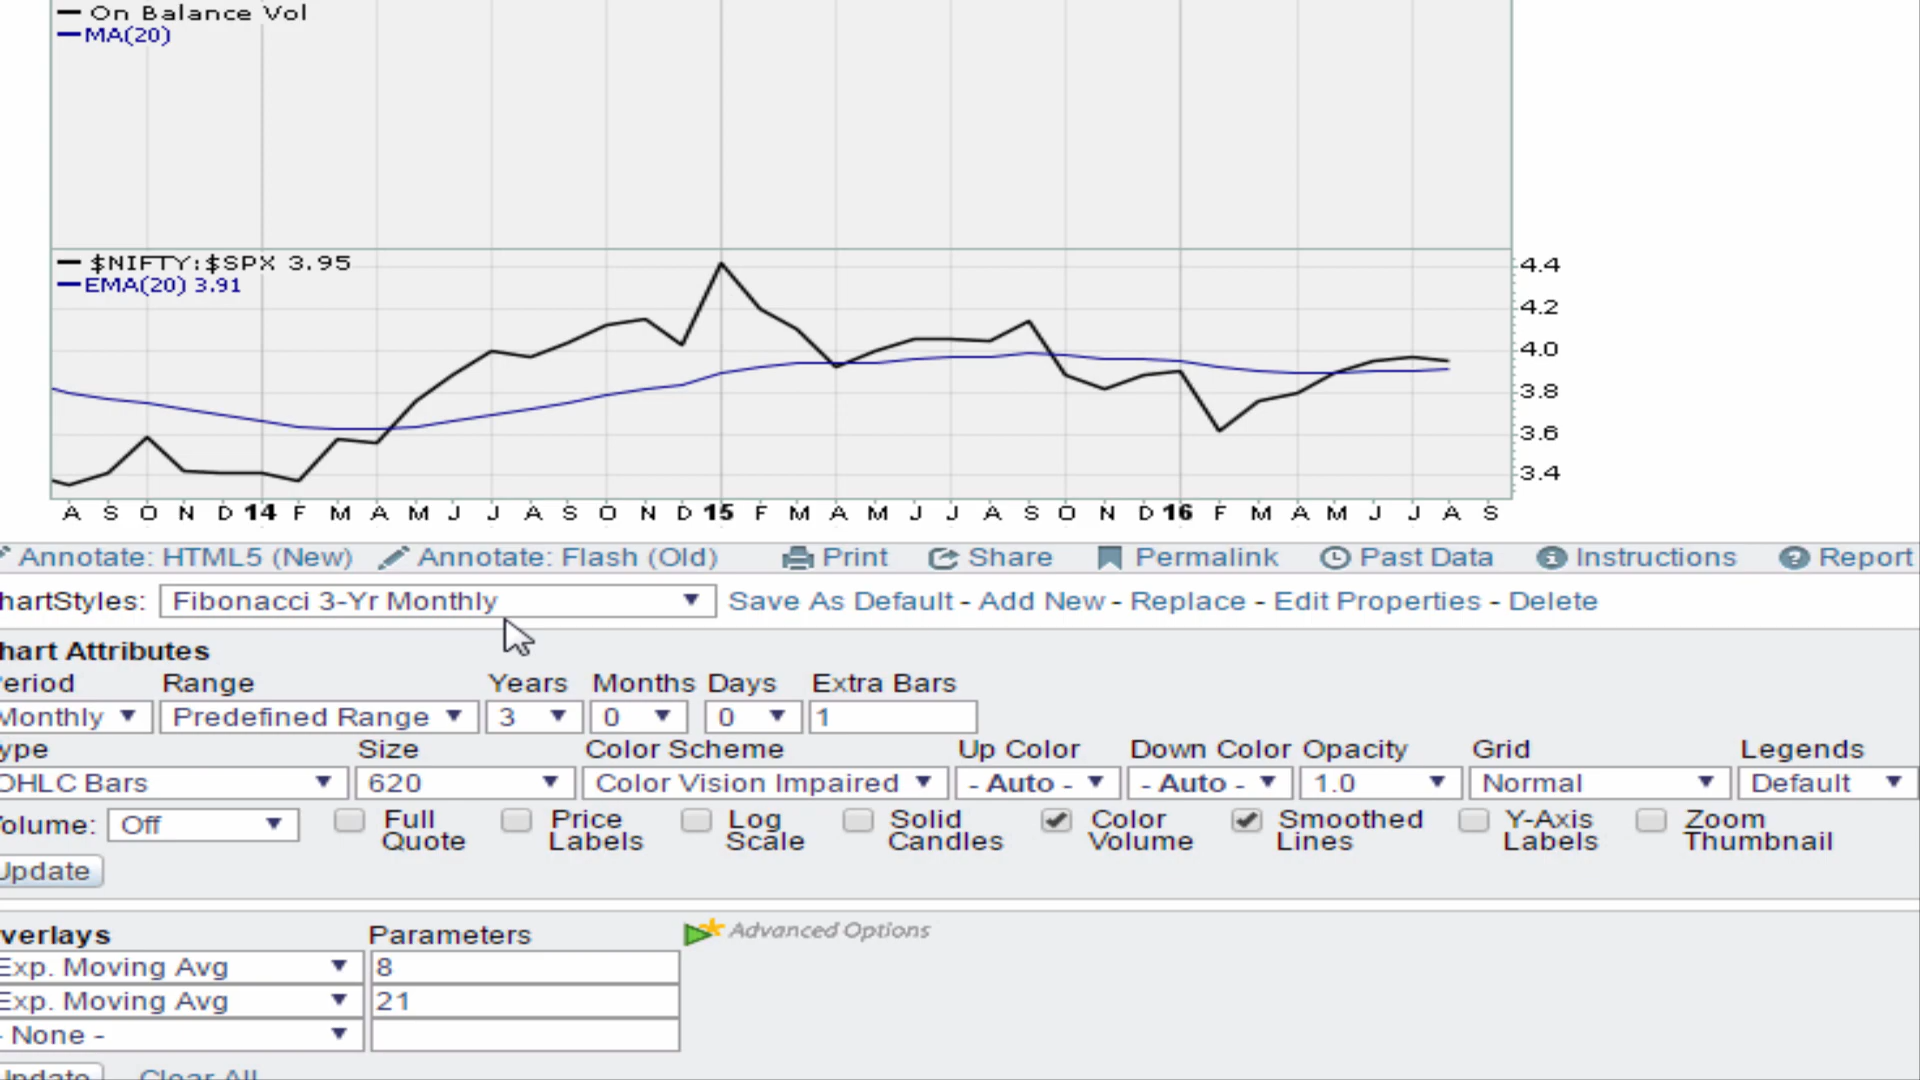 On Balance Vol
MA(20)
$NIFTY:$SPX 3.95
EMA(20) 3.91
4.4
4.2
4.0
3.8
3.6
3.4
A S O N D 14 F M A M J J A S O N D 15 F M A M J J A S O N D 16 F M A M J J A S
Annotate: HTML5 (New) Annotate: Flash (Old) Print Share Permalink Past Data Instructions Report
hartStyles: Fibonacci 3-Yr Monthly Save As Default - Add New - Replace - Edit Properties - Delete
hart Attributes
eriod Range Years Months Days Extra Bars
Monthly Predefined Range 3 0 0 1
ype Size Color Scheme Up Color Down Color Opacity Grid Legends
OHLC Bars 620 Color Vision Impaired - Auto - - Auto - 1.0 Normal Default
olume: Off Full Quote Price Labels Log Scale Solid Candles Color Volume Smoothed Lines Y-Axis Labels Zoom Thumbnail
Update
verlays Parameters Advanced Options
Exp. Moving Avg 8
Exp. Moving Avg 21
- None -
Update Clear All